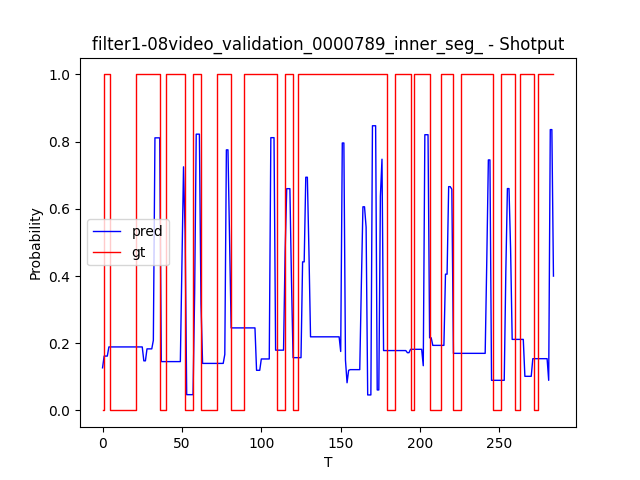 filter1-08video_validation_0000789_inner_seg_ - Shotput
1.0
0.8
0.6
0.4
0.2
0.0
Probability
pred
gt
0 50 100 150 200 250
T